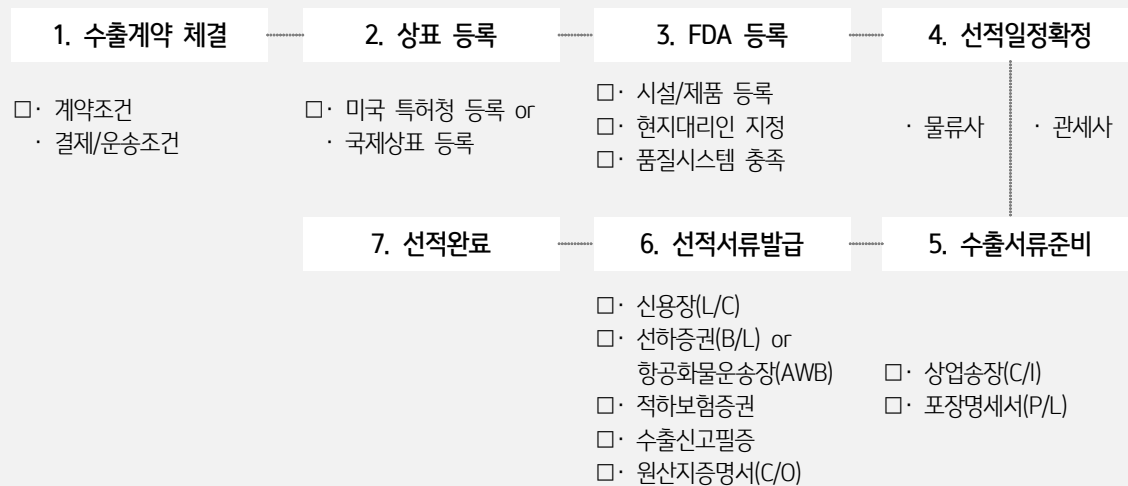 1. 수출계약 체결
2. 상표 등록
3. FDA 등록
4. 선적일정확정
□· 계약조건
· 결제/운송조건
□· 미국 특허청 등록 or
· 국제상표 등록
□· 시설/제품 등록
□· 현지대리인 지정
□· 품질시스템 충족
· 물류사
· 관세사
7. 선적완료
6. 선적서류발급
5. 수출서류준비
□· 신용장(L/C)
□· 선하증권(B/L) or
항공화물운송장(AWB)
□· 적하보험증권
□· 수출신고필증
□· 원산지증명서(C/O)
□· 상업송장(C/I)
□· 포장명세서(P/L)